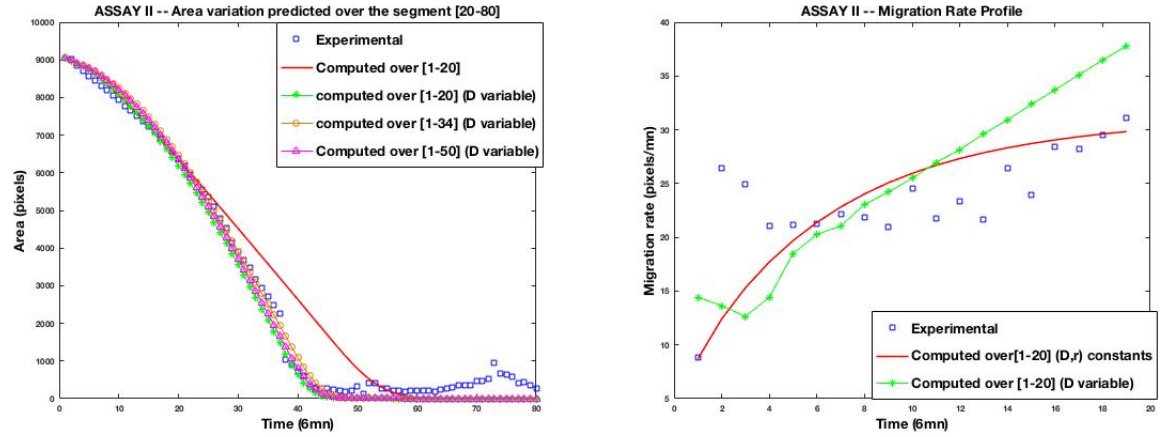 ASSAY II -- Area variation predicted over the segment [20-80]
10000
9000
8000
7000
6000
5000
4000
3000
2000
1000
0
Area (pixels)
0 10 20 30 40 50 60 70 80
Time (6mn)
Experimental
Computed over [1-20]
computed over [1-20] (D variable)
computed over [1-34] (D variable)
Computed over [1-50] (D variable)
ASSAY II -- Migration Rate Profile
40
35
30
25
20
15
10
5
Migration rate (pixels/mn)
0 2 4 6 8 10 12 14 16 18 20
Time (6mn)
Experimental
Computed over[1-20] (D,r) constants
Computed over [1-20] (D variable)